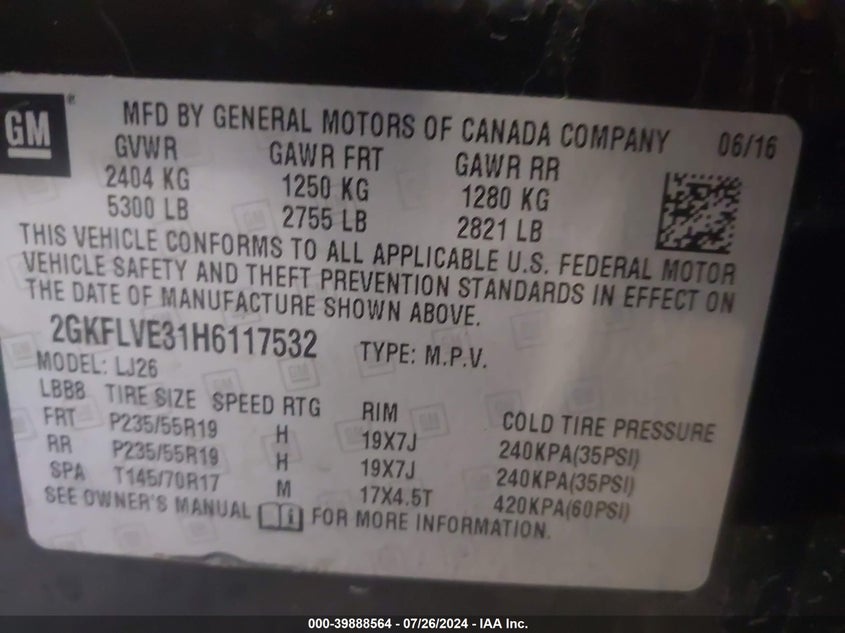 GM ®
MFD BY GENERAL MOTORS OF CANADA COMPANY 06/16
GVWR GAWR FRT GAWR RR
2404 KG 1250 KG 1280 KG
5300 LB 2755 LB 2821 LB
THIS VEHICLE CONFORMS TO ALL APPLICABLE U.S. FEDERAL MOTOR
VEHICLE SAFETY AND THEFT PREVENTION STANDARDS IN EFFECT ON
THE DATE OF MANUFACTURE SHOWN ABOVE.
2GKFLVE31H6117532 TYPE: M.P.V.
MODEL: LJ26
LBB8 TIRE SIZE SPEED RTG RIM COLD TIRE PRESSURE
FRT P235/55R19 H 19X7J 240KPA(35PSI)
RR P235/55R19 H 19X7J 240KPA(35PSI)
SPA T145/70R17 M 17X4.5T 420KPA(60PSI)
SEE OWNER'S MANUAL FOR MORE INFORMATION.
000-39888564 / 07/26/2024 - IAA Inc.